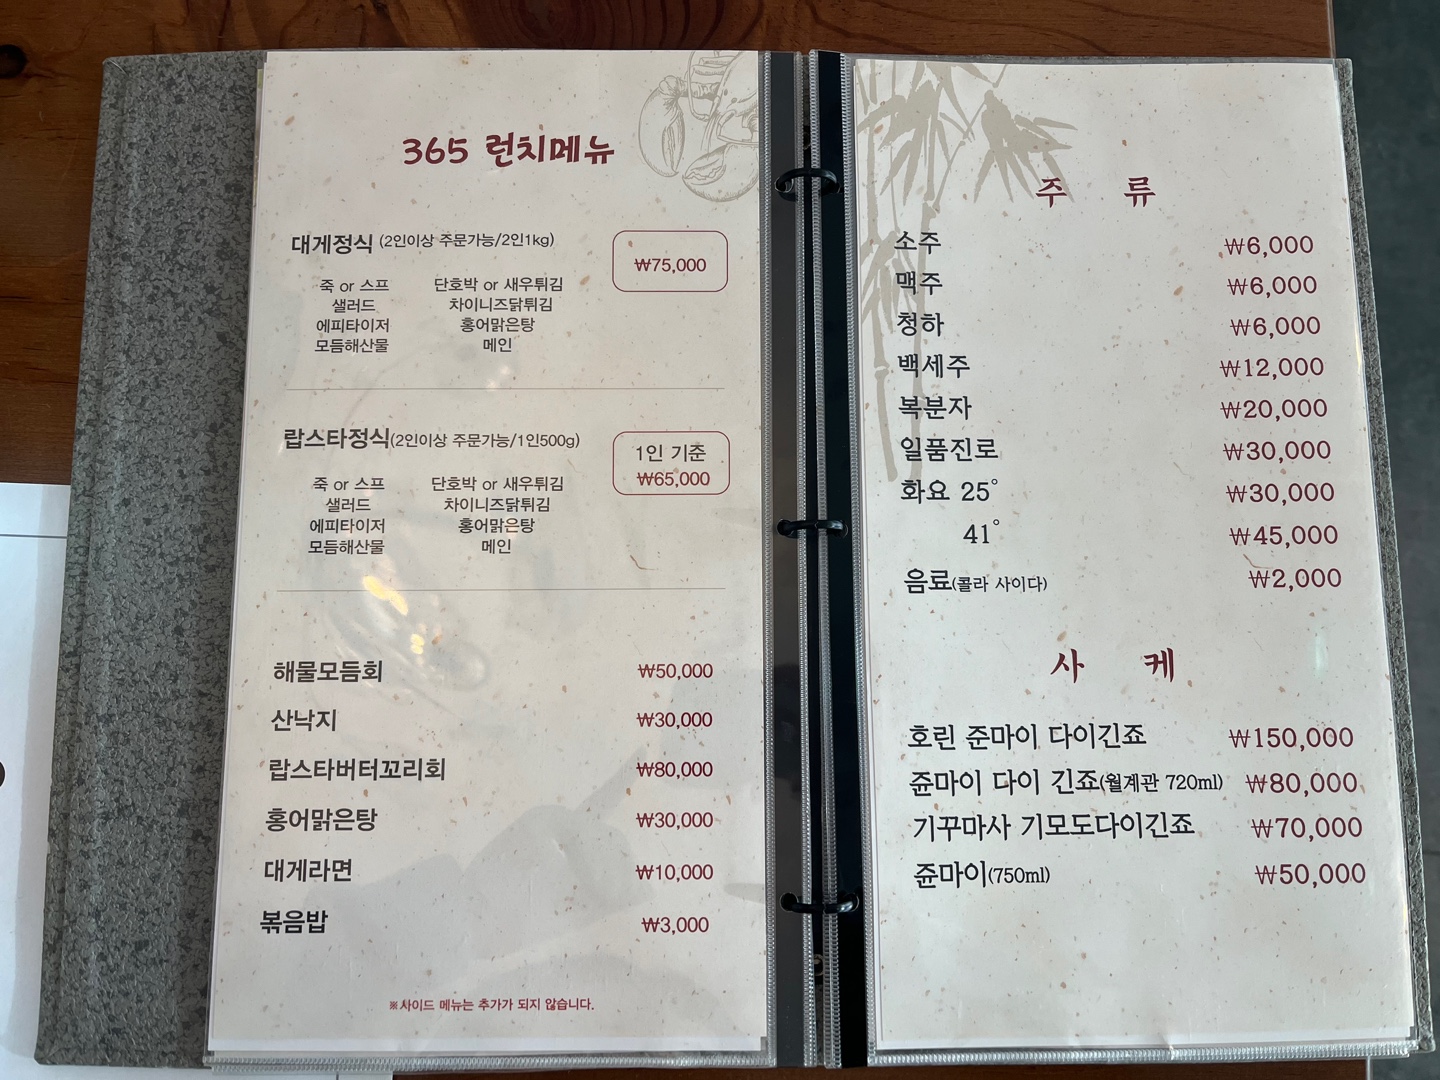 365 런치메뉴
대게정식 (2인이상 주문가능/2인1kg)
₩75,000
죽 or 스프 단호박 or 새우튀김
샐러드 차이니즈닭튀김
에피타이저 홍어맑은탕
모듬해산물 메인
랍스타정식(2인이상 주문가능/1인500g)
1인 기준
₩65,000
죽 or 스프 단호박 or 새우튀김
샐러드 차이니즈닭튀김
에피타이저 홍어맑은탕
모듬해산물 메인
해물모듬회 ₩50,000
산낙지 ₩30,000
랍스타버터꼬리회 ₩80,000
홍어맑은탕 ₩30,000
대게라면 ₩10,000
볶음밥 ₩3,000
※사이드 메뉴는 추가가 되지 않습니다.
주 류
소주 ₩6,000
맥주 ₩6,000
청하 ₩6,000
백세주 ₩12,000
복분자 ₩20,000
일품진로 ₩30,000
화요 25° ₩30,000
41° ₩45,000
음료(콜라 사이다) ₩2,000
사 케
호린 준마이 다이긴죠 ₩150,000
쥰마이 다이 긴죠(월계관 720ml) ₩80,000
기꾸마사 기모도다이긴죠 ₩70,000
쥰마이(750ml) ₩50,000